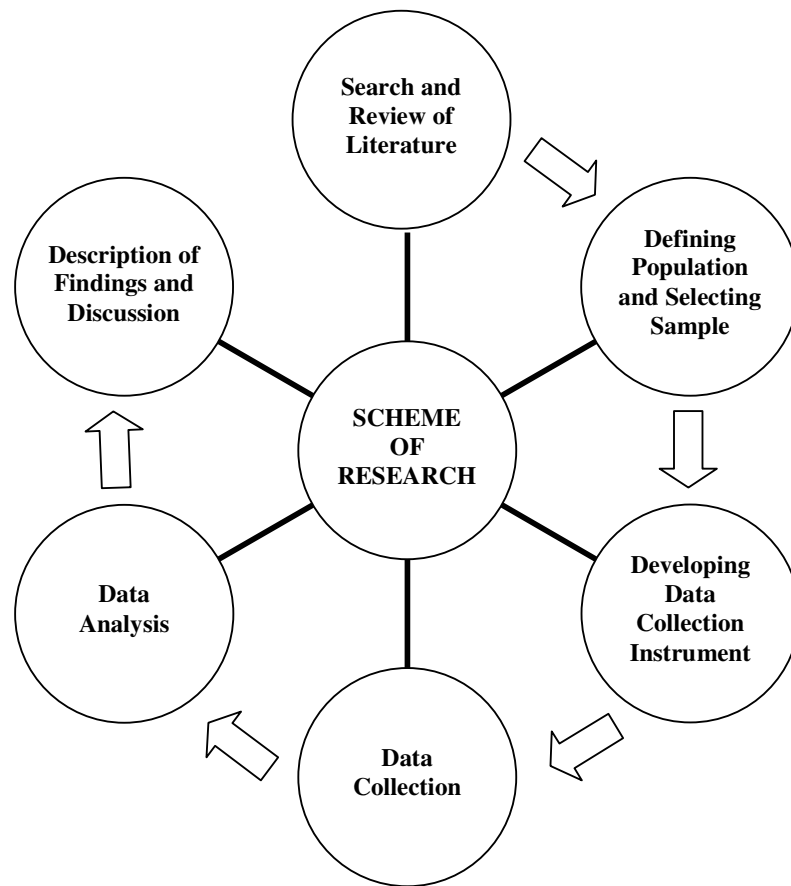 Search and
Review of
Literature
Defining
Population
and Selecting
Sample
Developing
Data
Collection
Instrument
Data
Collection
Data
Analysis
Description of
Findings and
Discussion
SCHEME
OF
RESEARCH